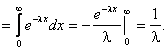 = ∫₀^∞ e^{-λx} dx = - e^{-λx}/λ |₀^∞ = 1/λ.